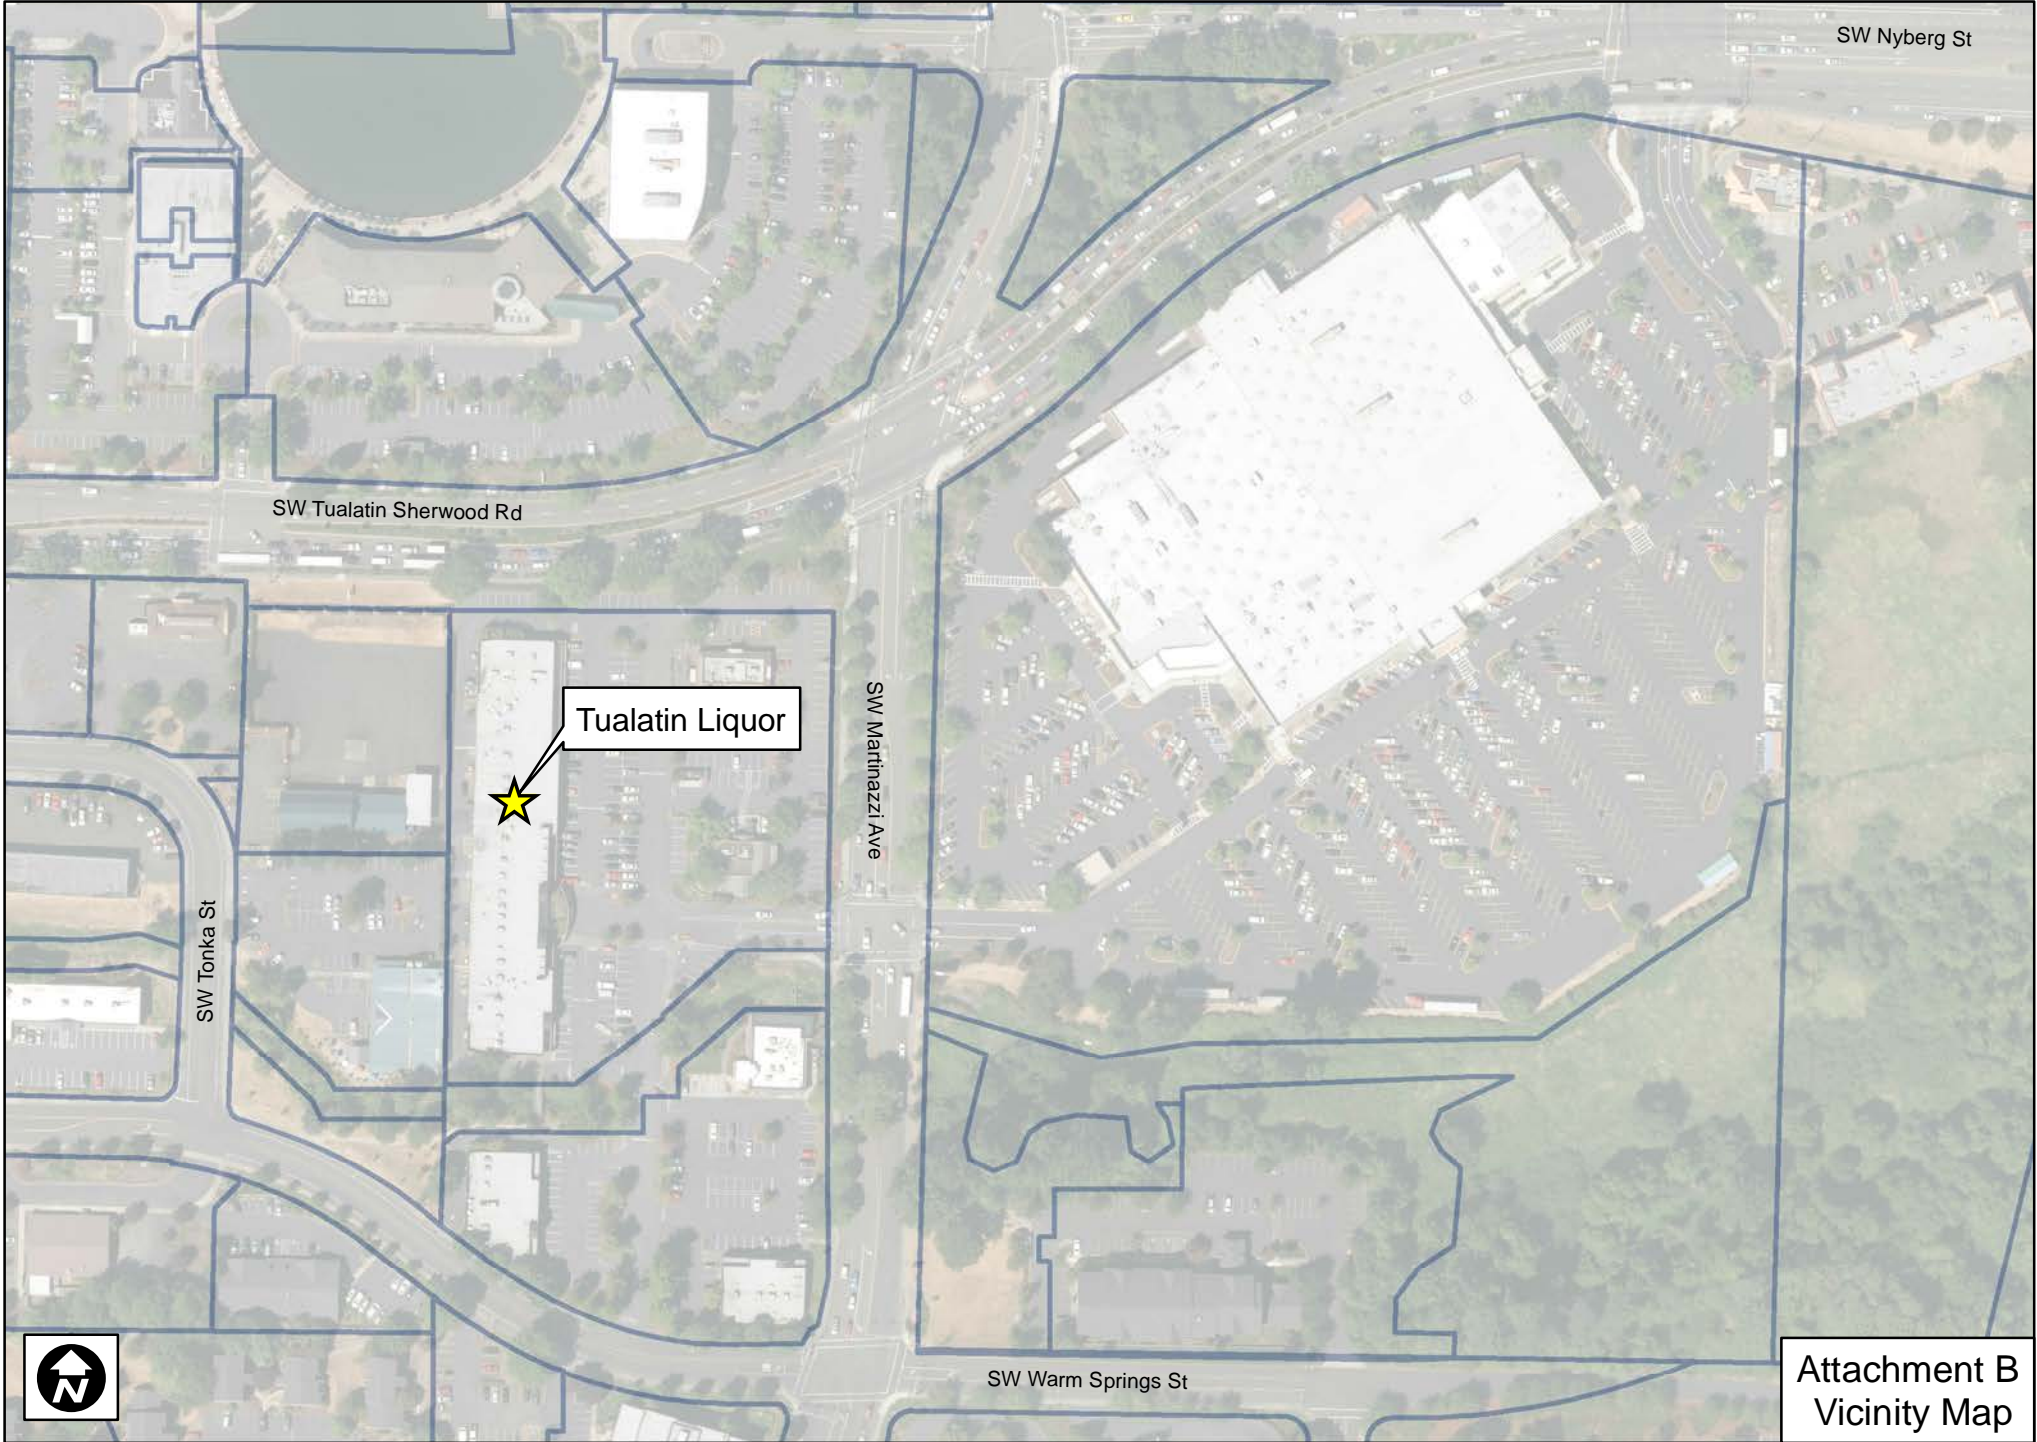 SW Nyberg St
SW Tualatin Sherwood Rd
Tualatin Liquor
SW Martinazzi Ave
SW Tonka St
SW Warm Springs St
N
Attachment B
Vicinity Map